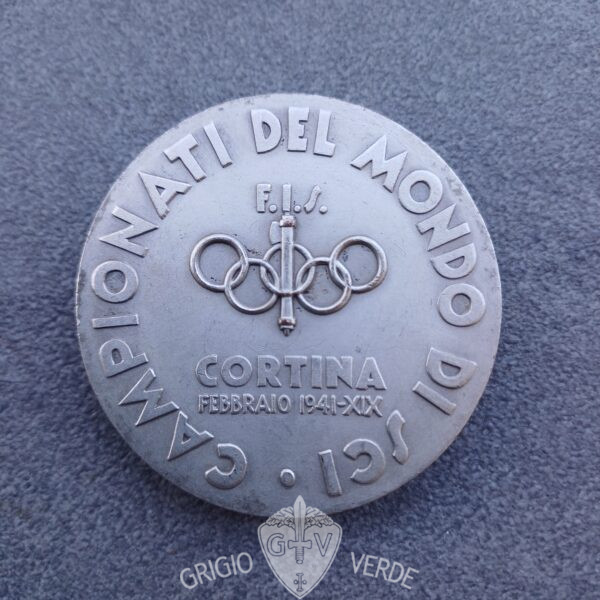 CAMPIONATI DEL MONDO DI SCI
F.I.S.
CORTINA
FEBBRAIO 1941-XIX
G V
GRIGIO VERDE